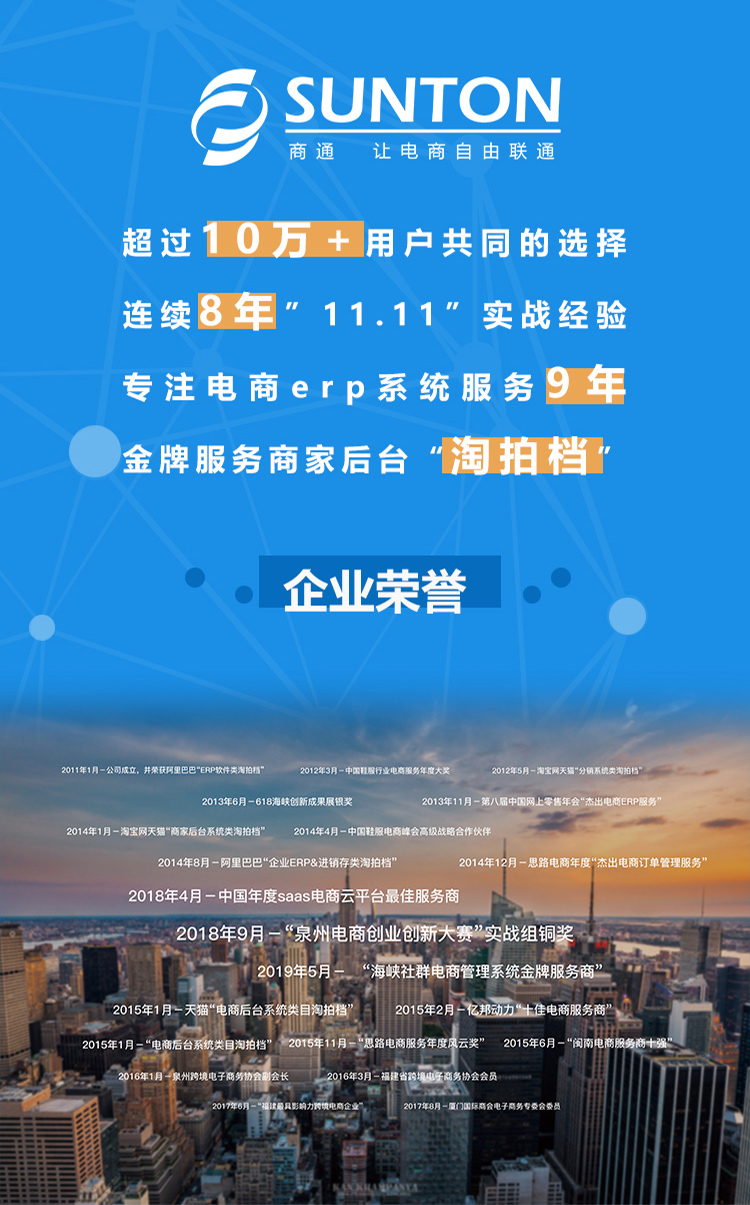 SUNTON
商通 让电商自由联通
超过10万+用户共同的选择
连续8年”11.11”实战经验
专注电商erp系统服务9年
金牌服务商家后台“淘拍档”
企业荣誉
2011年1月－公司成立，并荣获阿里巴巴“ERP软件类淘拍档” 2012年3月－中国鞋服行业电商服务年度大奖 2012年5月－淘宝网天猫“分销系统类淘拍档”
2013年6月－618海峡创新成果展银奖 2013年11月－第八届中国网上零售年会“杰出电商ERP服务”
2014年1月－淘宝网天猫“商家后台系统类淘拍档” 2014年4月－中国鞋服电商峰会高级战略合作伙伴
2014年8月－阿里巴巴“企业ERP&进销存类淘拍档” 2014年12月－思路电商年度“杰出电商订单管理服务”
2018年4月－中国年度saas电商云平台最佳服务商
2018年9月－“泉州电商创业创新大赛”实战组铜奖
2019年5月－ “海峡社群电商管理系统金牌服务商”
2015年1月－天猫“电商后台系统类目淘拍档” 2015年2月－亿邦动力“十佳电商服务商”
2015年1月－“电商后台系统类目淘拍档” 2015年11月－“思路电商服务年度风云奖” 2015年6月－“闽南电商服务商十强”
2016年1月－泉州跨境电子商务协会副会长 2016年3月－福建省跨境电子商务协会会员
2017年6月－“福建最具影响力跨境电商企业” 2017年8月－厦门国际商会电子商务专委会委员